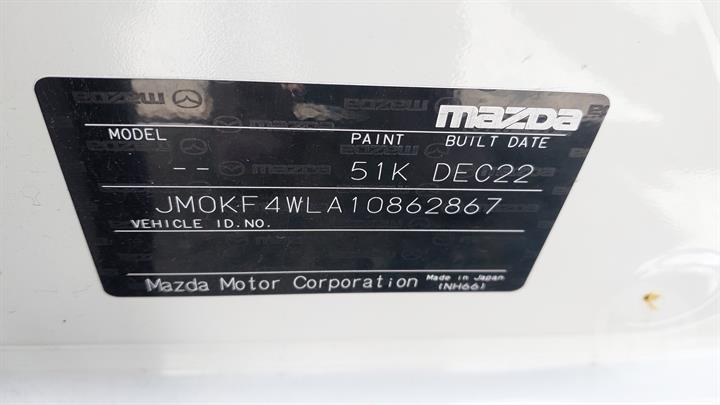 mazda
MODEL PAINT BUILT DATE
-- 51K DEC22
JM0KF4WLA10862867
VEHICLE ID.NO.
Mazda Motor Corporation Made in Japan
(NH66)